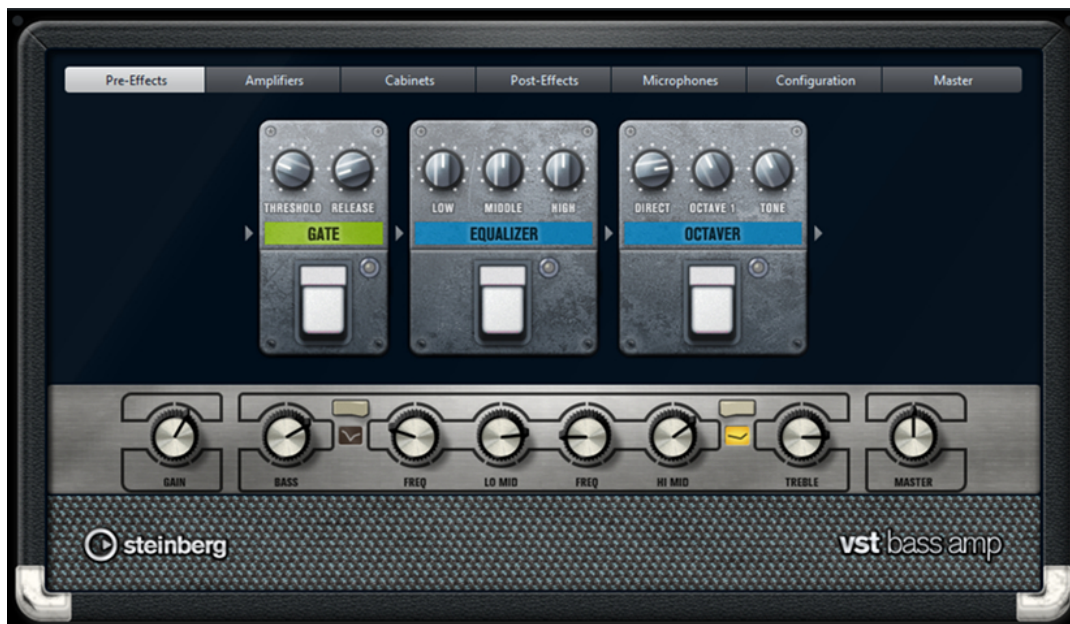 Pre-Effects Amplifiers Cabinets Post-Effects Microphones Configuration Master
THRESHOLD RELEASE LOW MIDDLE HIGH DIRECT OCTAVE 1 TONE
GATE EQUALIZER OCTAVER
GAIN BASS FREQ LO MID FREQ HI MID TREBLE MASTER
steinberg vst bass amp